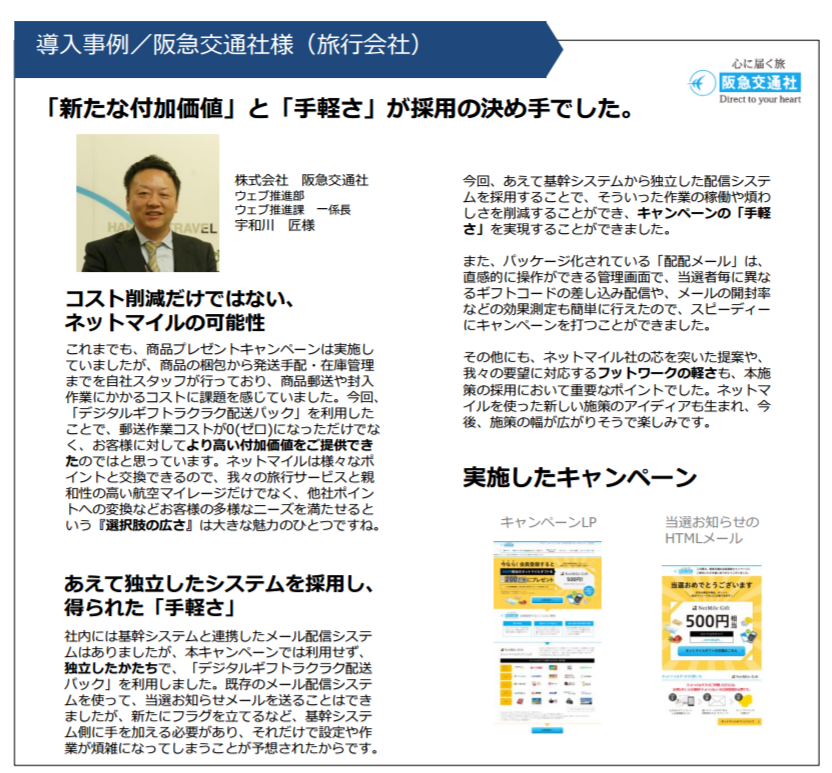 導入事例／阪急交通社様（旅行会社）
心に届く旅
阪急交通社
Direct to your heart
「新たな付加価値」と「手軽さ」が採用の決め手でした。
株式会社　阪急交通社
ウェブ推進部
ウェブ推進課　一係長
宇和川　匠様
コスト削減だけではない、
ネットマイルの可能性
これまでも、商品プレゼントキャンペーンは実施し
ていましたが、商品の梱包から発送手配・在庫管理
までを自社スタッフが行っており、商品郵送や封入
作業にかかるコストに課題を感じていました。今回、
「デジタルギフトラクラク配送パック」を利用した
ことで、郵送作業コストが0(ゼロ)になっただけでな
く、お客様に対してより高い付加価値をご提供でき
たのではと思っています。ネットマイルは様々なポ
イントと交換できるので、我々の旅行サービスと親
和性の高い航空マイレージだけでなく、他社ポイン
トへの変換などお客様の多様なニーズを満たせると
いう『選択肢の広さ』は大きな魅力のひとつですね。
あえて独立したシステムを採用し、
得られた「手軽さ」
社内には基幹システムと連携したメール配信システ
ムはありましたが、本キャンペーンでは利用せず、
独立したかたちで、「デジタルギフトラクラク配送
パック」を利用しました。既存のメール配信システ
ムを使って、当選お知らせメールを送ることはでき
ましたが、新たにフラグを立てるなど、基幹システ
ム側に手を加える必要があり、それだけで設定や作
業が煩雑になってしまうことが予想されたからです。
今回、あえて基幹システムから独立した配信システ
ムを採用することで、そういった作業の稼働や煩わ
しさを削減することができ、キャンペーンの「手軽
さ」を実現することができました。
また、パッケージ化されている「配配メール」は、
直感的に操作ができる管理画面で、当選者毎に異な
るギフトコードの差し込み配信や、メールの開封率
などの効果測定も簡単に行えたので、スピーディー
にキャンペーンを打つことができました。
その他にも、ネットマイル社の芯を突いた提案や、
我々の要望に対応するフットワークの軽さも、本施
策の採用において重要なポイントでした。ネットマ
イルを使った新しい施策のアイディアも生まれ、今
後、施策の幅が広がりそうで楽しみです。
実施したキャンペーン
キャンペーンLP
当選お知らせの
HTMLメール
今なら！会員登録すると
200
にプレゼント
500円
当選おめでとうございます
NetMile Gift
500円相当